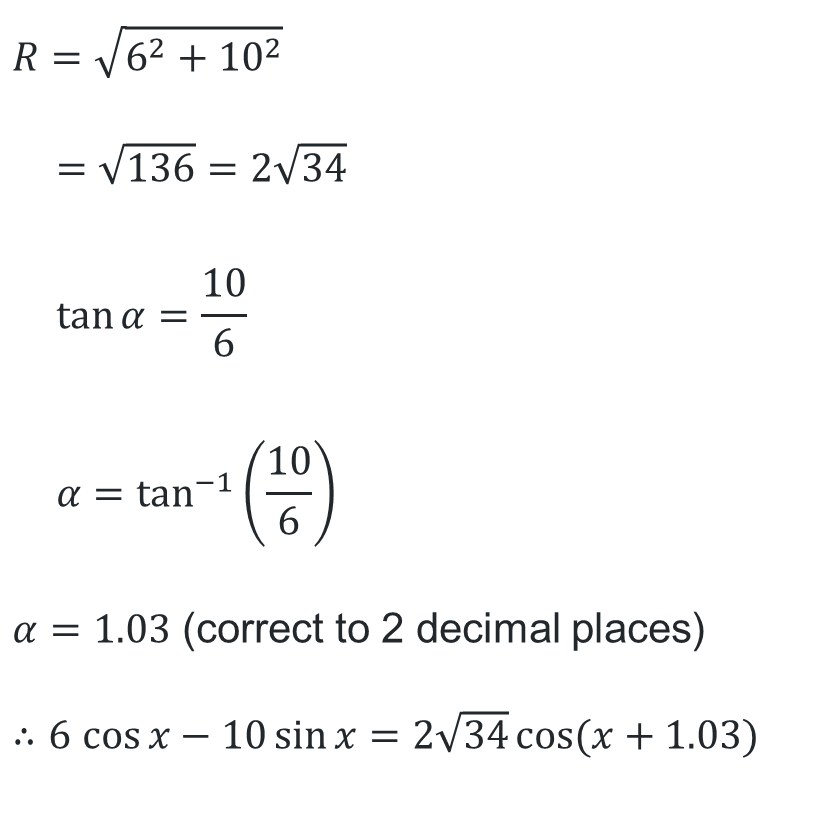 R = √(6² + 10²)
= √136 = 2√34
tan α = 10/6
α = tan⁻¹(10/6)
α = 1.03 (correct to 2 decimal places)
∴ 6 cos x − 10 sin x = 2√34 cos(x + 1.03)